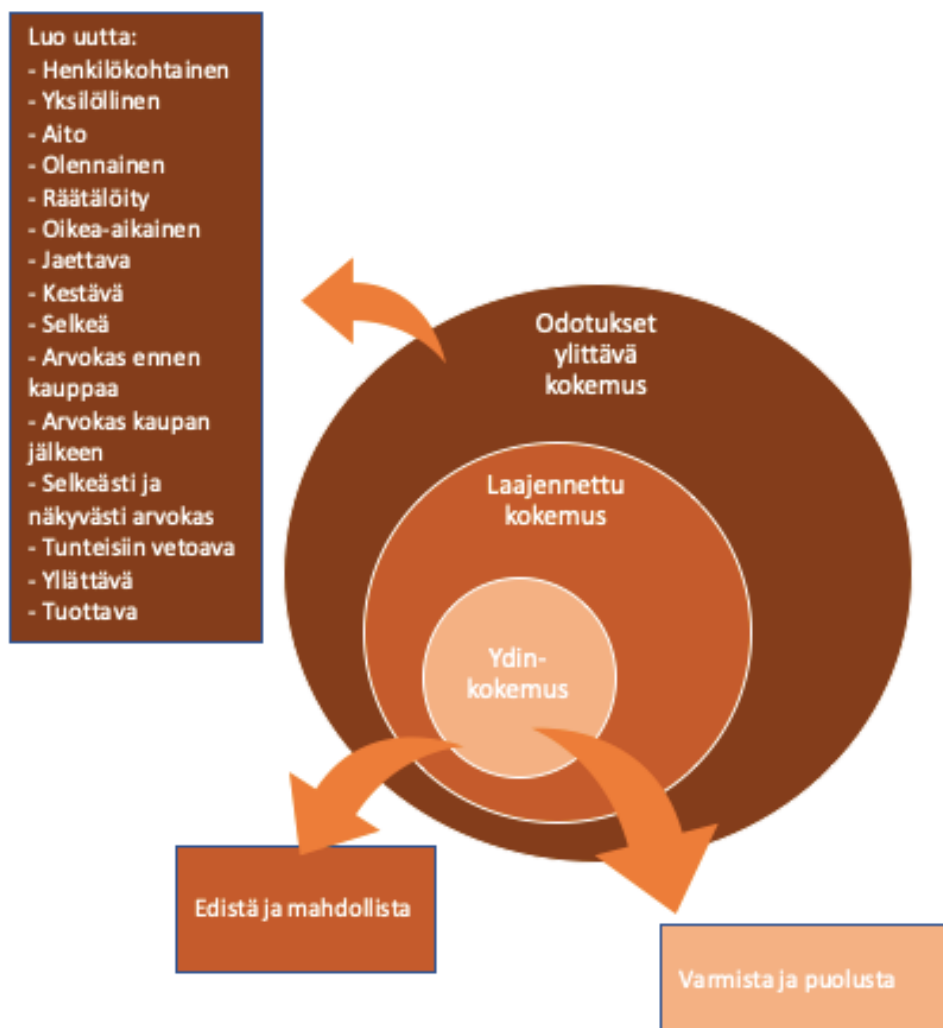 Luo uutta:
- Henkilökohtainen
- Yksilöllinen
- Aito
- Olennainen
- Räätälöity
- Oikea-aikainen
- Jaettava
- Kestävä
- Selkeä
- Arvokas ennen
kauppaa
- Arvokas kaupan
jälkeen
- Selkeästi ja
näkyvästi arvokas
- Tunteisiin vetoava
- Yllättävä
- Tuottava
Odotukset
ylittävä
kokemus
Laajennettu
kokemus
Ydin-
kokemus
Edistä ja mahdollista
Varmista ja puolusta